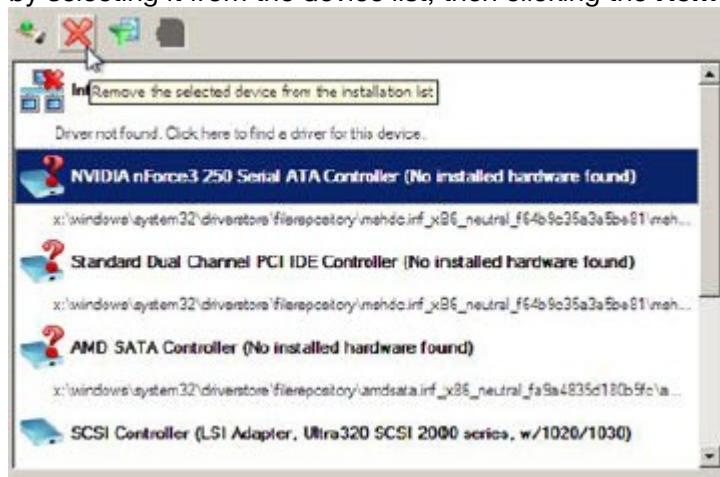 by selecting it from the device list, then clicking the
Int
Remove the selected device from the installation list
Driver not found. Click here to find a driver for this device.
NVIDIA nForce3 250 Serial ATA Controller (No installed hardware found)
x:\windows\system32\driverstore\filerepository\mshdc.inf_x86_neutral_f64b9c35a3a5be81\msh...
Standard Dual Channel PCI IDE Controller (No installed hardware found)
x:\windows\system32\driverstore\filerepository\mshdc.inf_x86_neutral_f64b9c35a3a5be81\msh...
AMD SATA Controller (No installed hardware found)
x:\windows\system32\driverstore\filerepository\amdsata.inf_x86_neutral_fa9a4835d180b5fc\a...
SCSI Controller (LSI Adapter, Ultra320 SCSI 2000 series, w/1020/1030)